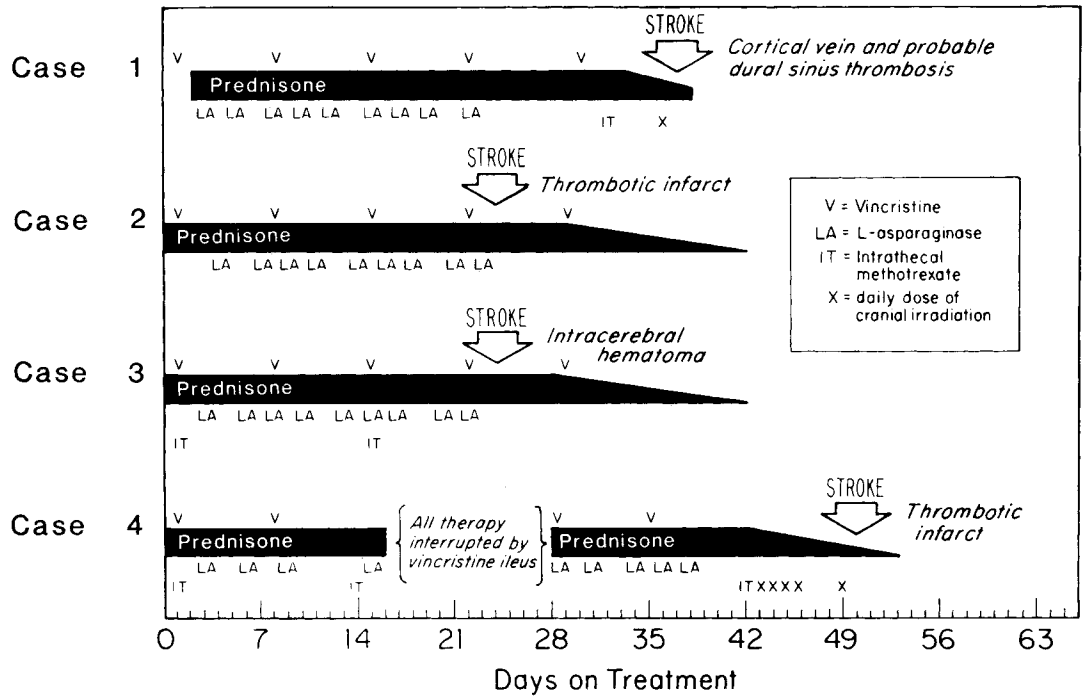 STROKE
V V V V V
Cortical vein and probable
dural sinus thrombosis
Case 1
Prednisone
LA LA LA LA LA LA LA LA LA
IT X
STROKE
Thrombotic infarct
V V V V V
Case 2
Prednisone
LA LA LA LA LA LA LA LA LA
V = Vincristine
LA = L-asparaginase
IT = Intrathecal
methotrexate
X = daily dose of
cranial irradiation
STROKE
Intracerebral
hematoma
V V V V V
Case 3
Prednisone
LA LA LA LA LA LA LA LA LA
IT IT
STROKE
Thrombotic
infarct
V V V V
Case 4
Prednisone
{All therapy
interrupted by
vincristine ileus}
Prednisone
LA LA LA LA LA LA LA LA LA
IT IT ITXXXXX X
0 7 14 21 28 35 42 49 56 63
Days on Treatment